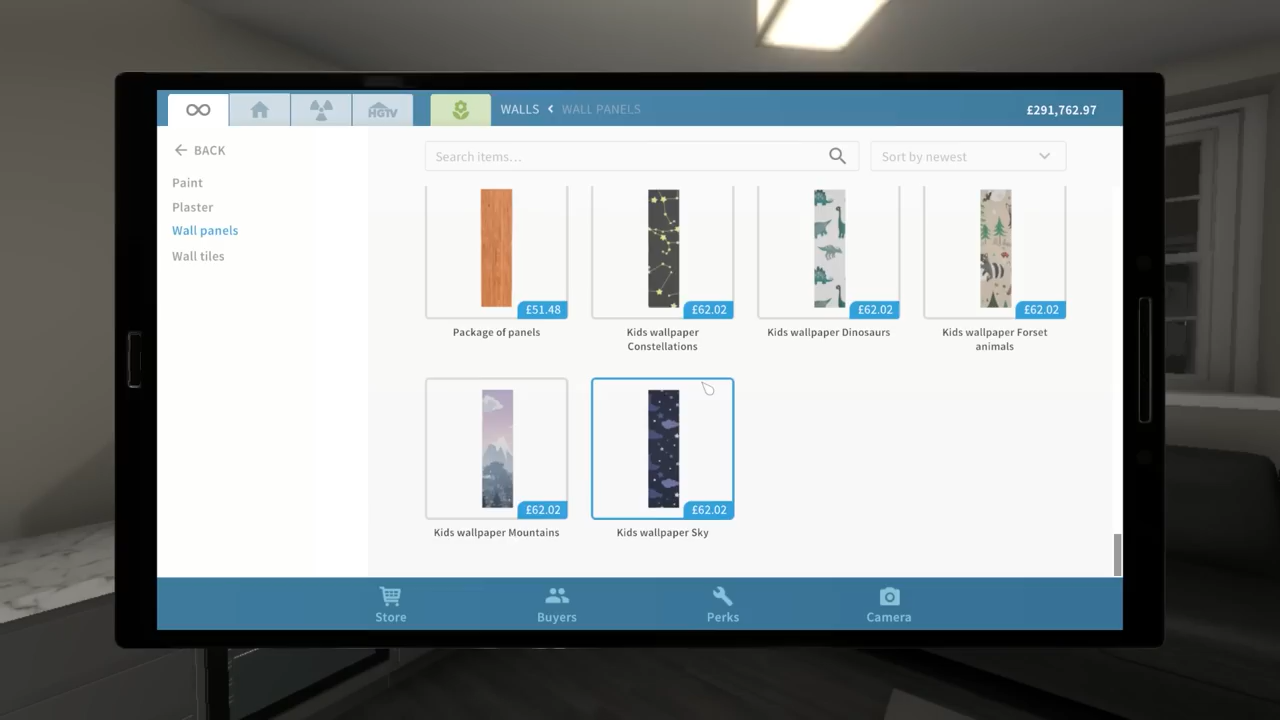 HGTV
WALLS < WALL PANELS
£291,762.97
BACK
Search items...
Sort by newest
Paint
Plaster
Wall panels
Wall tiles
£51.48
£62.02
£62.02
£62.02
Package of panels
Kids wallpaper
Constellations
Kids wallpaper Dinosaurs
Kids wallpaper Forset
animals
£62.02
£62.02
Kids wallpaper Mountains
Kids wallpaper Sky
Store
Buyers
Perks
Camera